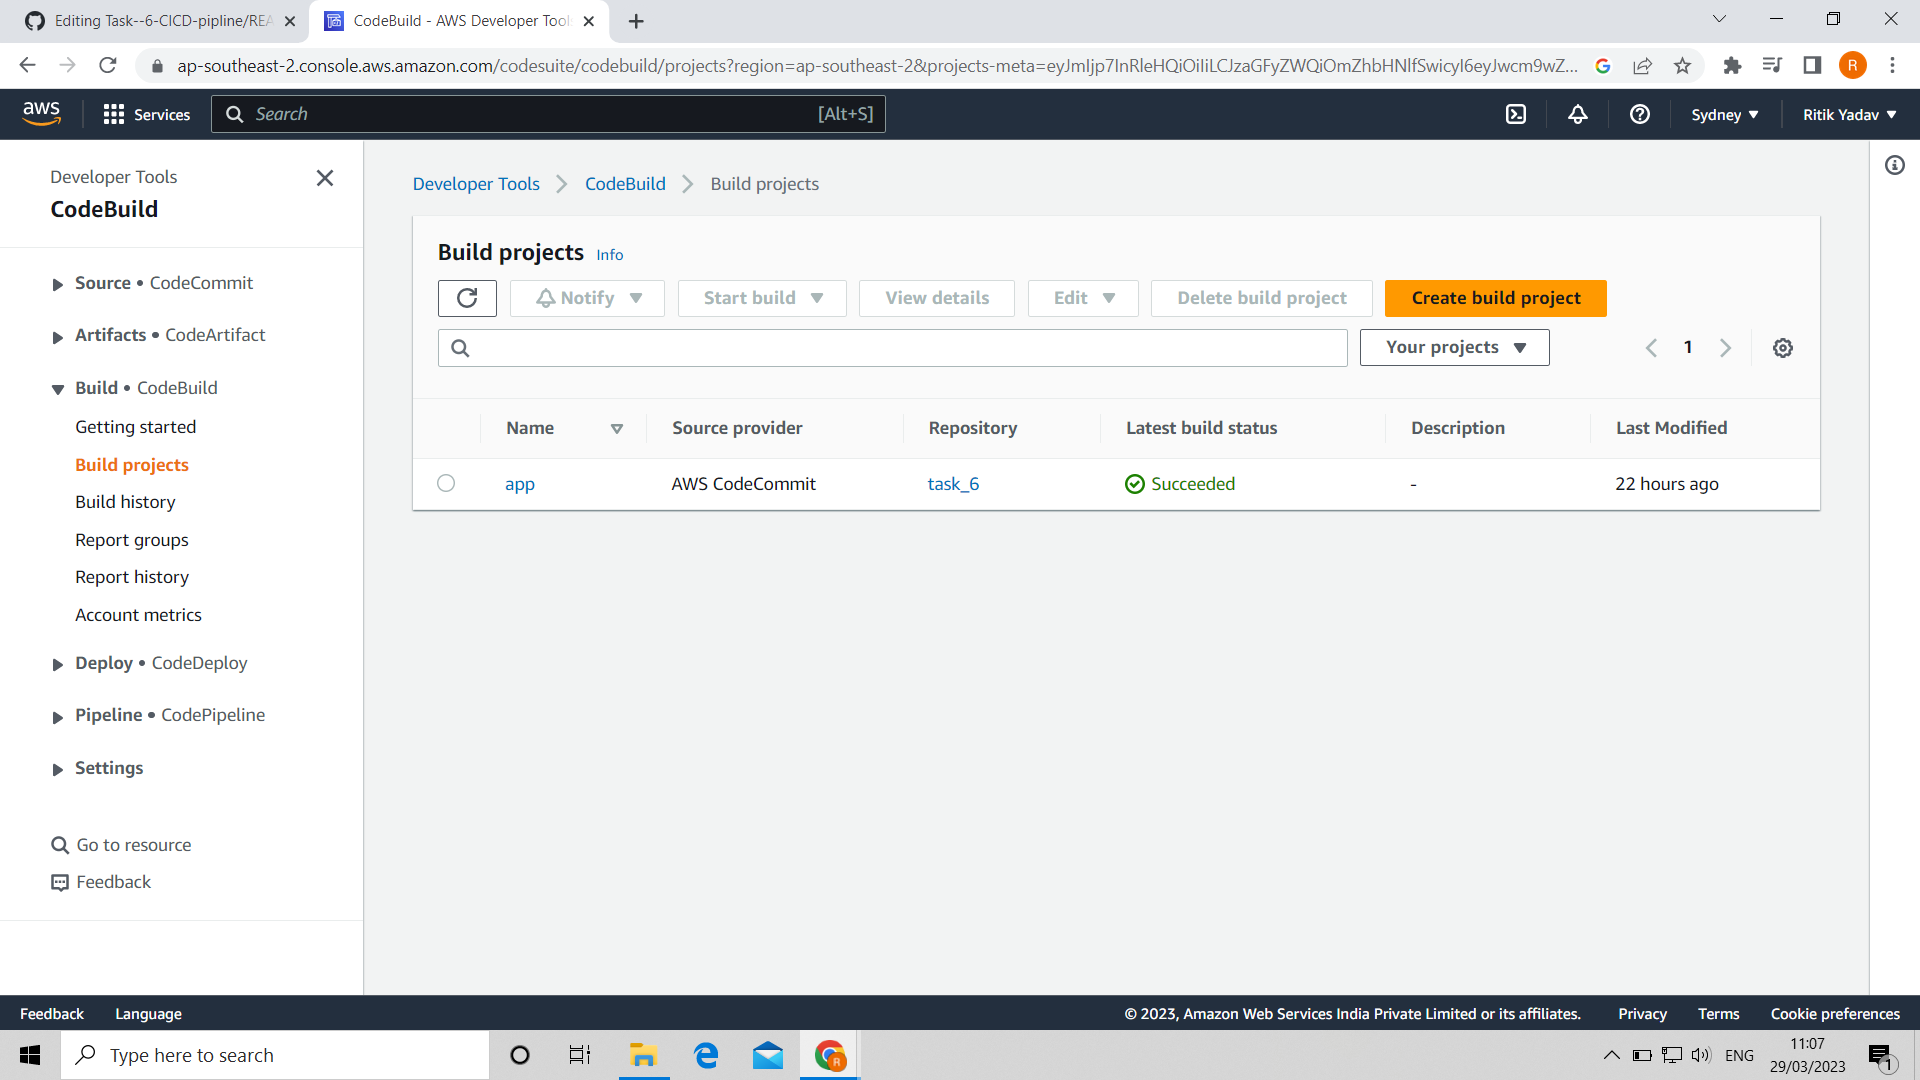 Editing Task--6-CICD-pipline/REA
CodeBuild - AWS Developer Tool
ap-southeast-2.console.aws.amazon.com/codesuite/codebuild/projects?region=ap-southeast-2&projects-meta=eyJmIjp7InRleHQiOiIiLCJzaGFyZWQiOmZhbHNlfSwicyI6eyJwcm9wZ...
R
aws
Services
Search
[Alt+S]
Sydney
Ritik Yadav
Developer Tools
CodeBuild
Source • CodeCommit
Artifacts • CodeArtifact
Build • CodeBuild
Getting started
Build projects
Build history
Report groups
Report history
Account metrics
Deploy • CodeDeploy
Pipeline • CodePipeline
Settings
Go to resource
Feedback
Developer Tools
CodeBuild
Build projects
Build projects Info
Notify
Start build
View details
Edit
Delete build project
Create build project
Your projects
1
Name
Source provider
Repository
Latest build status
Description
Last Modified
app
AWS CodeCommit
task_6
Succeeded
-
22 hours ago
Feedback
Language
© 2023, Amazon Web Services India Private Limited or its affiliates.
Privacy
Terms
Cookie preferences
Type here to search
R
ENG
11:07
29/03/2023
1